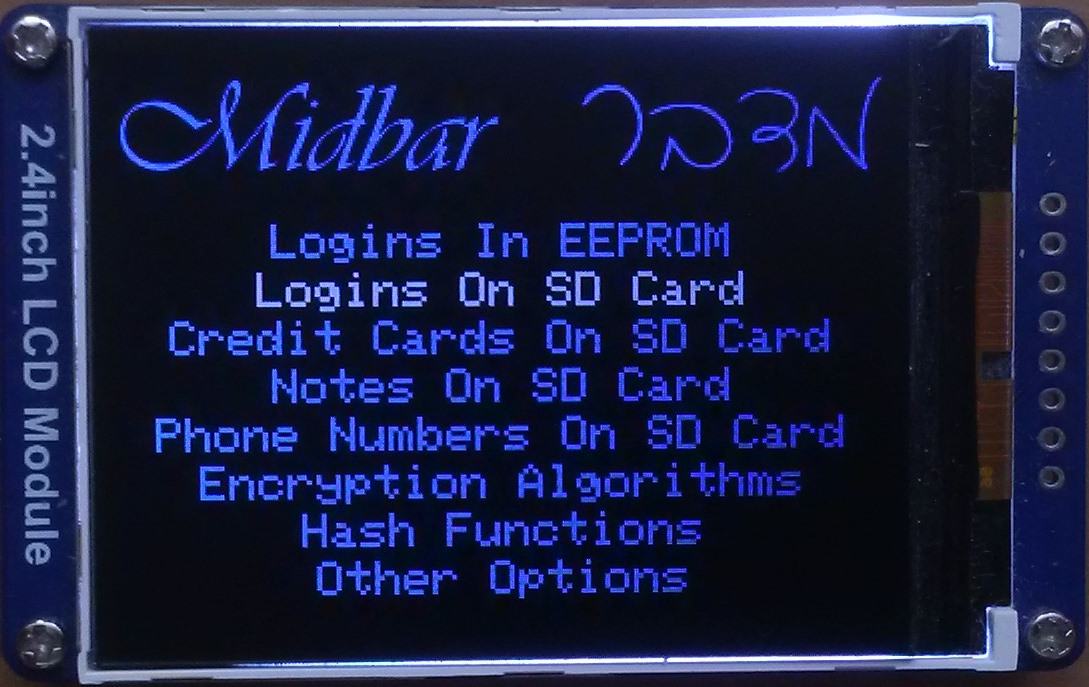 Midbar מדבר
Logins In EEPROM
Logins On SD Card
Credit Cards On SD Card
Notes On SD Card
Phone Numbers On SD Card
Encryption Algorithms
Hash Functions
Other Options
2.4inch LCD Module